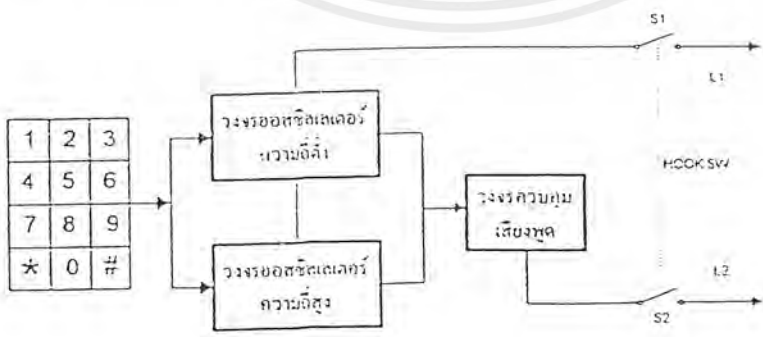 S1
L1
วงจรออสซิลเลเตอร์
ความถี่ต่ำ
1 2 3
4 5 6
7 8 9
* 0 #
HOOK SW
วงจรควบคุม
เสียงพูด
วงจรออสซิลเลเตอร์
ความถี่สูง
L2
S2